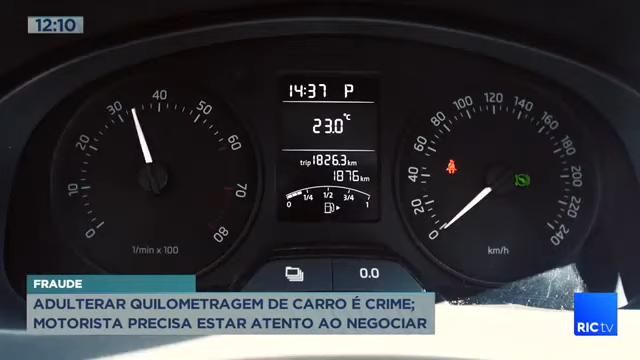 12:10
14:37 P
23.0°C
trip 1826.3 km
1876 km
0 1/4 1/2 3/4 1
0 10 20 30 40 50 60 70 80
1/min x 100
0 20 40 60 80 100 120 140 160 180 200 220 240
km/h
0.0
FRAUDE
ADULTERAR QUILOMETRAGEM DE CARRO É CRIME;
MOTORISTA PRECISA ESTAR ATENTO AO NEGOCIAR
RIC tv